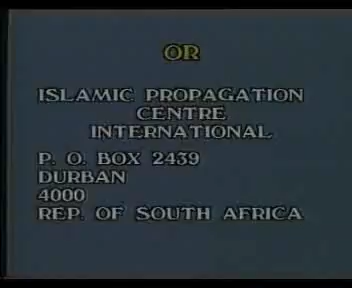 OR
ISLAMIC PROPAGATION
CENTRE
INTERNATIONAL
P. O. BOX 2439
DURBAN
4000
REP. OF SOUTH AFRICA